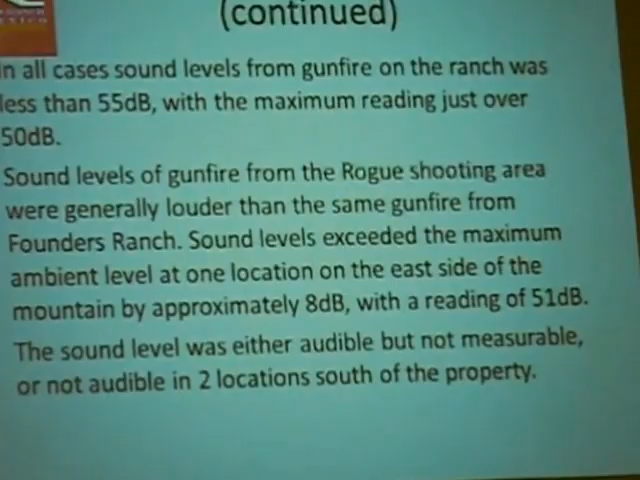 (continued)
In all cases sound levels from gunfire on the ranch was
less than 55dB, with the maximum reading just over
50dB.
Sound levels of gunfire from the Rogue shooting area
were generally louder than the same gunfire from
Founders Ranch. Sound levels exceeded the maximum
ambient level at one location on the east side of the
mountain by approximately 8dB, with a reading of 51dB.
The sound level was either audible but not measurable,
or not audible in 2 locations south of the property.